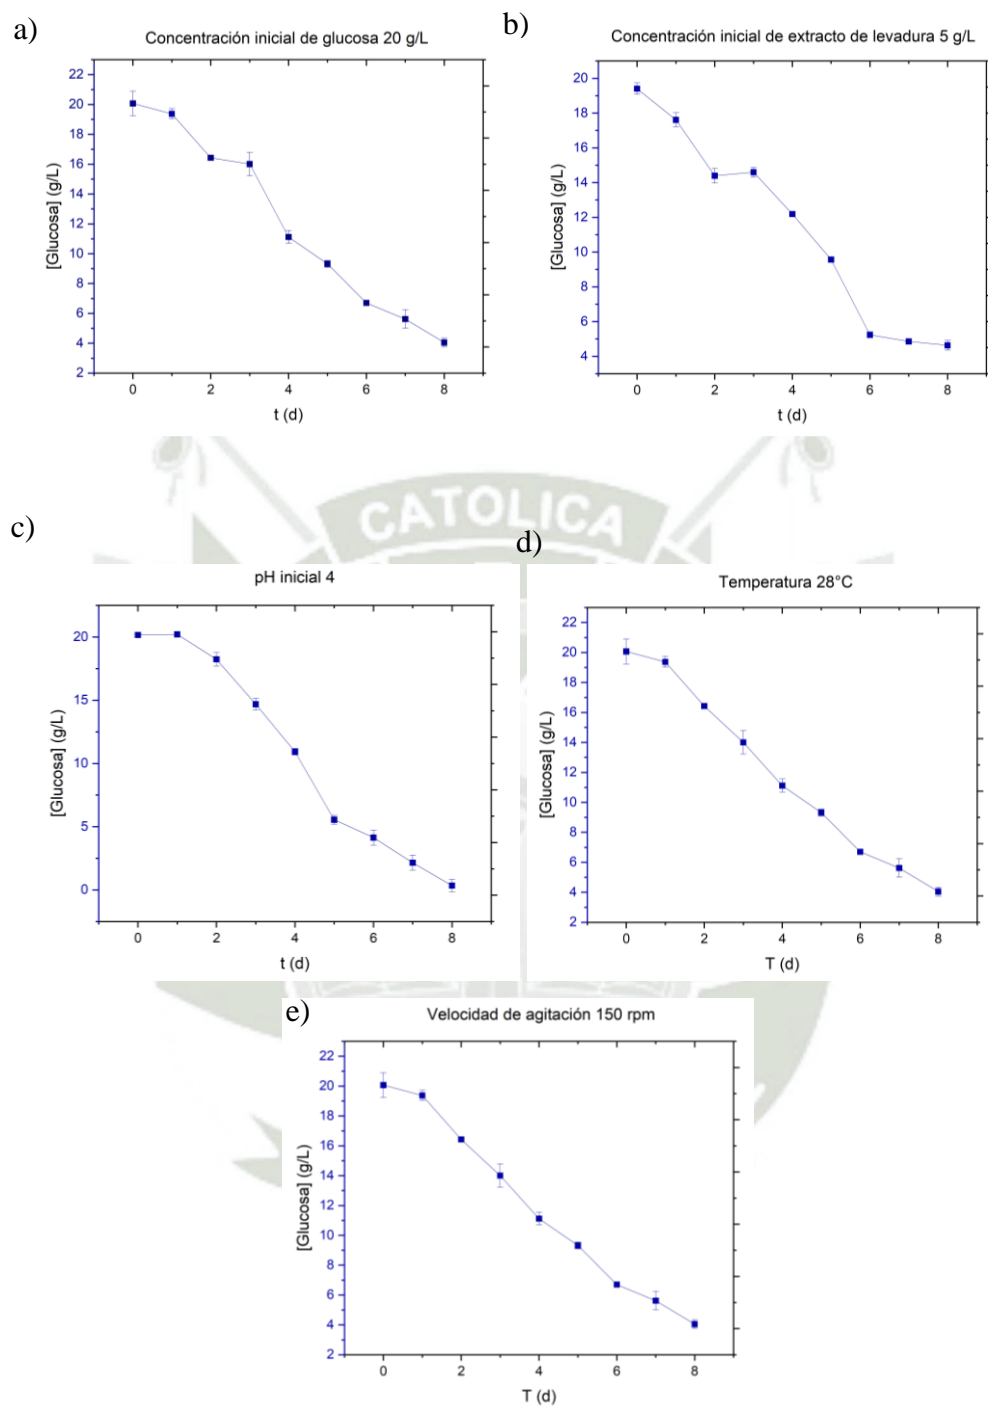 a)
Concentración inicial de glucosa 20 g/L
22
20
18
16
14
12
10
8
6
4
2
[Glucosa] (g/L)
0 2 4 6 8
t (d)
b)
Concentración inicial de extracto de levadura 5 g/L
20
18
16
14
12
10
8
6
4
[Glucosa] (g/L)
0 2 4 6 8
t (d)
CATOLICA
c)
pH inicial 4
20
15
10
5
0
[Glucosa] (g/L)
0 2 4 6 8
t (d)
d)
Temperatura 28°C
22
20
18
16
14
12
10
8
6
4
2
[Glucosa] (g/L)
0 2 4 6 8
T (d)
e)
Velocidad de agitación 150 rpm
22
20
18
16
14
12
10
8
6
4
2
[Glucosa] (g/L)
0 2 4 6 8
T (d)